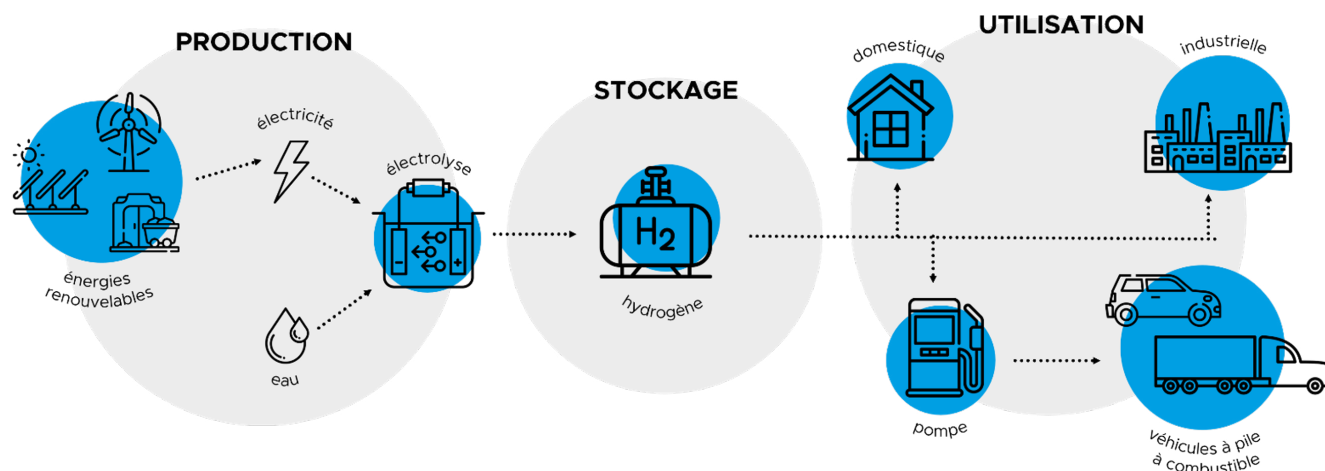 PRODUCTION
énergies
renouvelables
électricité
eau
électrolyse
- +
STOCKAGE
H2
hydrogène
UTILISATION
domestique
industrielle
pompe
véhicules à pile
à combustible